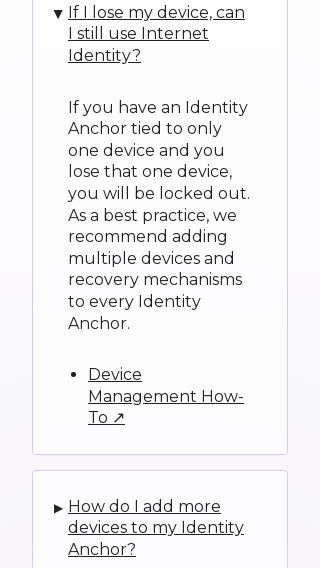 ▼ If I lose my device, can
I still use Internet
Identity?
If you have an Identity
Anchor tied to only
one device and you
lose that one device,
you will be locked out.
As a best practice, we
recommend adding
multiple devices and
recovery mechanisms
to every Identity
Anchor.
• Device
Management How-
To ↗
▶ How do I add more
devices to my Identity
Anchor?